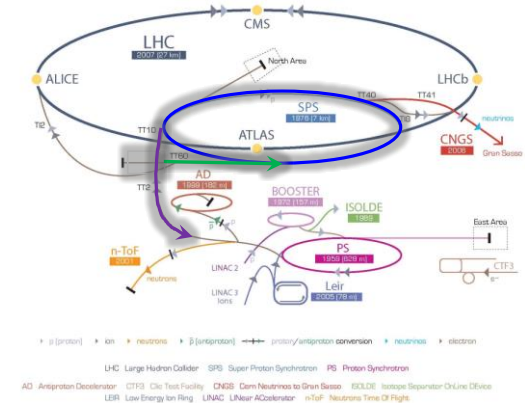 CMS
LHC
2007 (27 km)
North Area
ALICE
LHCb
TT40
TT41
SPS
1976 (7 km)
TI8
TT10
ATLAS
neutrinos
CNGS
2006
Gran Sasso
TI2
TT60
AD
1999 (182 m)
TT2
BOOSTER
1972 (157 m)
ISOLDE
1989
East Area
n-ToF
2001
PS
1959 (628 m)
LINAC 2
neutrons
CTF3
e-
LINAC 3
Ions
Leir
2005 (78 m)
p (proton) ion neutrons p̄ (antiproton) proton/antiproton conversion neutrinos electron
LHC Large Hadron Collider SPS Super Proton Synchrotron PS Proton Synchrotron
AD Antiproton Decelerator CTF3 Clic Test Facility CNGS Cern Neutrinos to Gran Sasso ISOLDE Isotope Separator OnLine DEvice
LEIR Low Energy Ion Ring LINAC LINear ACcelerator n-ToF Neutrons Time Of Flight